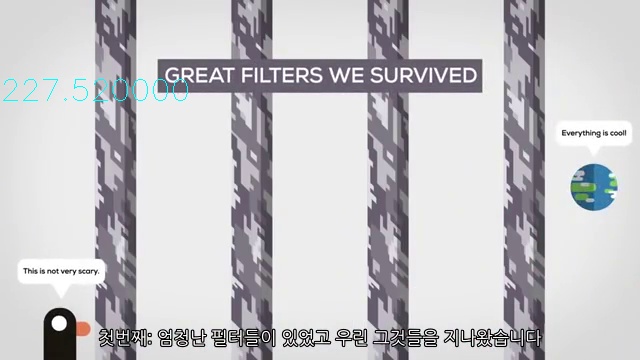 GREAT FILTERS WE SURVIVED
227.520000
Everything is cool!
This is not very scary.
첫번째: 엄청난 필터들이 있었고 우린 그것들을 지나왔습니다